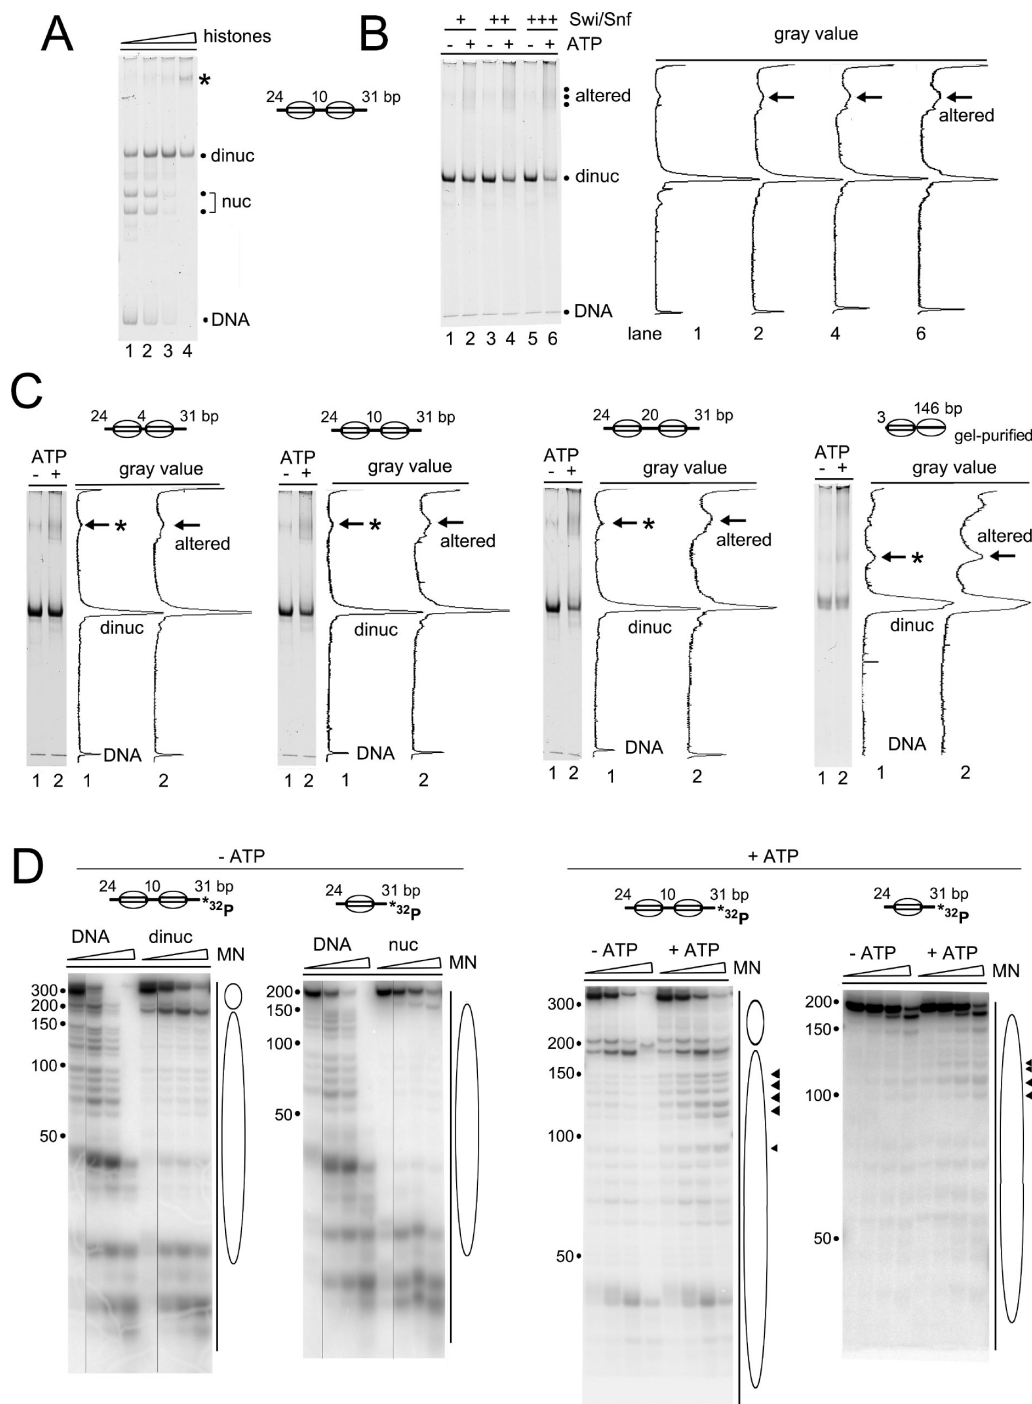 A
histones
*
24 10 31 bp
dinuc
nuc
DNA
1 2 3 4
B
+ ++ +++ Swi/Snf
- + - + - + ATP
altered
dinuc
DNA
1 2 3 4 5 6
gray value
altered
lane 1 2 4 6
C
24 4 31 bp
ATP
- +
gray value
*
altered
dinuc
DNA
1 2 1 2
24 10 31 bp
ATP
- +
gray value
*
altered
dinuc
DNA
1 2 1 2
24 20 31 bp
ATP
- +
gray value
*
altered
dinuc
DNA
1 2 1 2
3 146 bp
gel-purified
ATP
- +
gray value
altered
*
dinuc
DNA
1 2 1 2
D
- ATP
24 10 31 bp
*32P
DNA dinuc
MN
300
200
150
100
50
24 31 bp
*32P
DNA nuc
MN
200
150
100
50
+ ATP
24 10 31 bp
*32P
- ATP + ATP
MN
300
200
150
100
50
24 31 bp
*32P
- ATP + ATP
MN
200
150
100
50